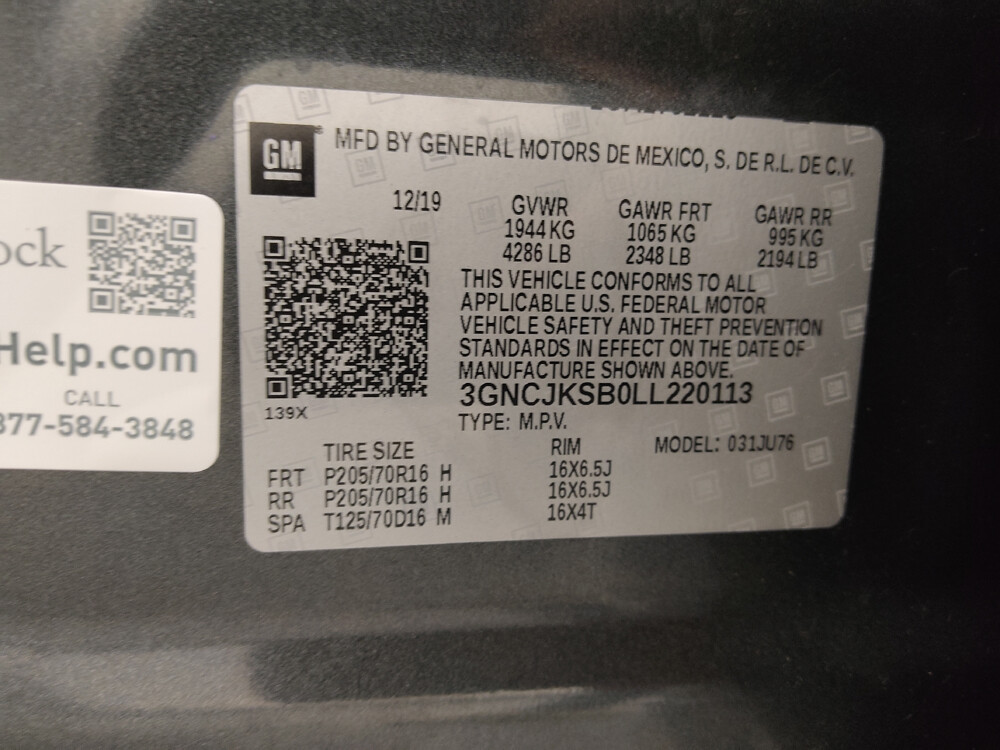 ock
Help.com
CALL
877-584-3848
GM
MFD BY GENERAL MOTORS DE MEXICO, S. DE R.L. DE C.V.
12/19 GVWR GAWR FRT GAWR RR
1944 KG 1065 KG 995 KG
4286 LB 2348 LB 2194 LB
THIS VEHICLE CONFORMS TO ALL
APPLICABLE U.S. FEDERAL MOTOR
VEHICLE SAFETY AND THEFT PREVENTION
STANDARDS IN EFFECT ON THE DATE OF
MANUFACTURE SHOWN ABOVE.
3GNCJKSB0LL220113
139X
TYPE: M.P.V.
TIRE SIZE RIM MODEL: 031JU76
FRT P205/70R16 H 16X6.5J
RR P205/70R16 H 16X6.5J
SPA T125/70D16 M 16X4T